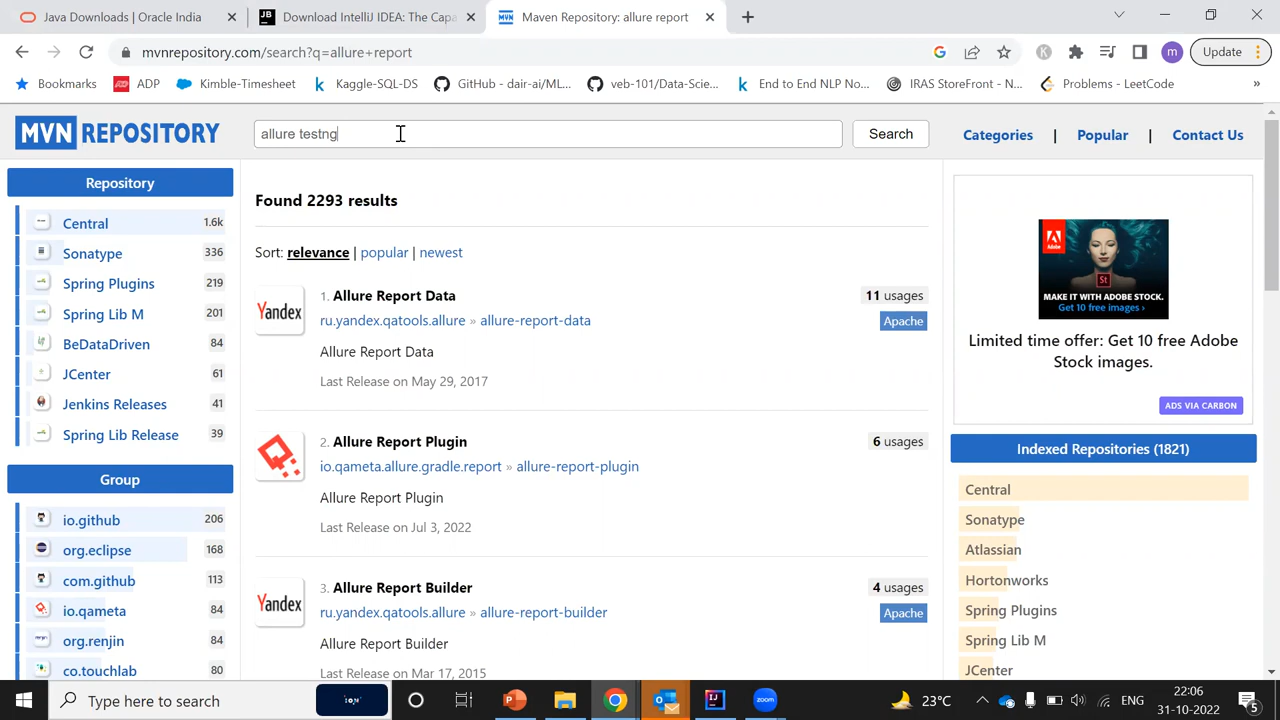 Java Downloads | Oracle India
Download IntelliJ IDEA: The Capa
Maven Repository: allure report
mvnrepository.com/search?q=allure+report
Update
Bookmarks
ADP
Kimble-Timesheet
Kaggle-SQL-DS
GitHub - dair-ai/ML...
veb-101/Data-Scie...
End to End NLP No...
IRAS StoreFront - N...
Problems - LeetCode
»
MVN REPOSITORY
allure testng
Search
Categories | Popular | Contact Us
Repository
Central 1.6k
Sonatype 336
Spring Plugins 219
Spring Lib M 201
BeDataDriven 84
JCenter 61
Jenkins Releases 41
Spring Lib Release 39
Group
io.github 206
org.eclipse 168
com.github 113
io.qameta 84
org.renjin 84
co.touchlab 80
Found 2293 results
Sort: relevance | popular | newest
Yandex
1. Allure Report Data
11 usages
ru.yandex.qatools.allure » allure-report-data
Apache
Allure Report Data
Last Release on May 29, 2017
2. Allure Report Plugin
6 usages
io.qameta.allure.gradle.report » allure-report-plugin
Allure Report Plugin
Last Release on Jul 3, 2022
Yandex
3. Allure Report Builder
4 usages
ru.yandex.qatools.allure » allure-report-builder
Apache
Allure Report Builder
Last Release on Mar 17, 2015
Adobe
St
MAKE IT WITH ADOBE STOCK.
Get 10 free images ›
Limited time offer: Get 10 free Adobe
Stock images.
ADS VIA CARBON
Indexed Repositories (1821)
Central
Sonatype
Atlassian
Hortonworks
Spring Plugins
Spring Lib M
JCenter
Type here to search
zoom
23°C
ENG
22:06
31-10-2022
5